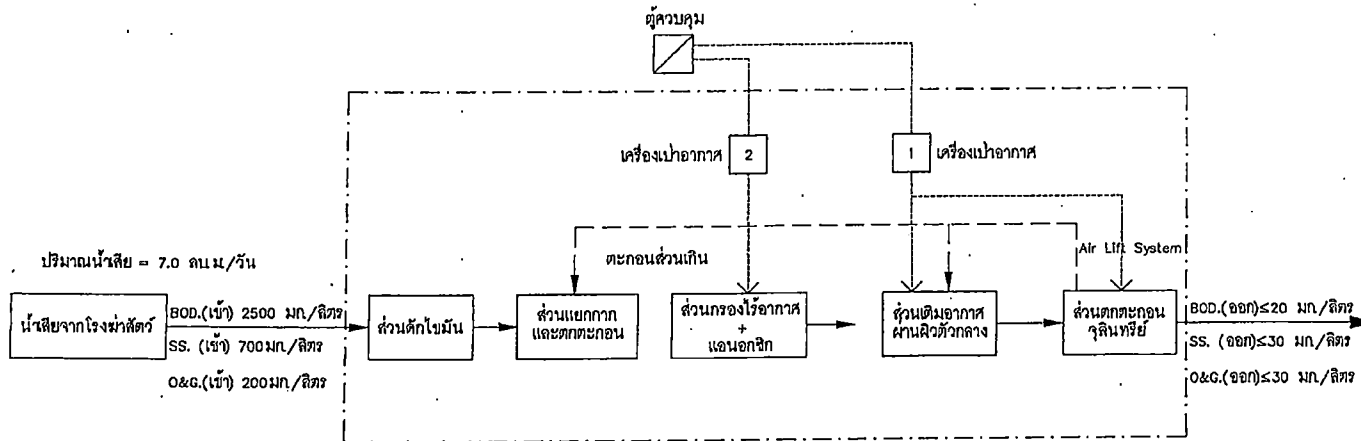 ตู้ควบคุม
เครื่องเป่าอากาศ
2
1
เครื่องเป่าอากาศ
ปริมาณน้ำเสีย = 7.0 ลบ.ม./วัน
ตะกอนส่วนเกิน
Air Lift System
น้ำเสียจากโรงฆ่าสัตว์
BOD.(เข้า) 2500 มก./ลิตร
SS. (เข้า) 700 มก./ลิตร
O&G.(เข้า) 200 มก./ลิตร
ส่วนดักไขมัน
ส่วนแยกกาก
และตกตะกอน
ส่วนกรองไร้อากาศ
+
แอนอกซิก
ส่วนเติมอากาศ
ผ่านผิวตัวกลาง
ส่วนตกตะกอน
จุลินทรีย์
BOD.(ออก)≤20 มก./ลิตร
SS. (ออก)≤30 มก./ลิตร
O&G.(ออก)≤30 มก./ลิตร